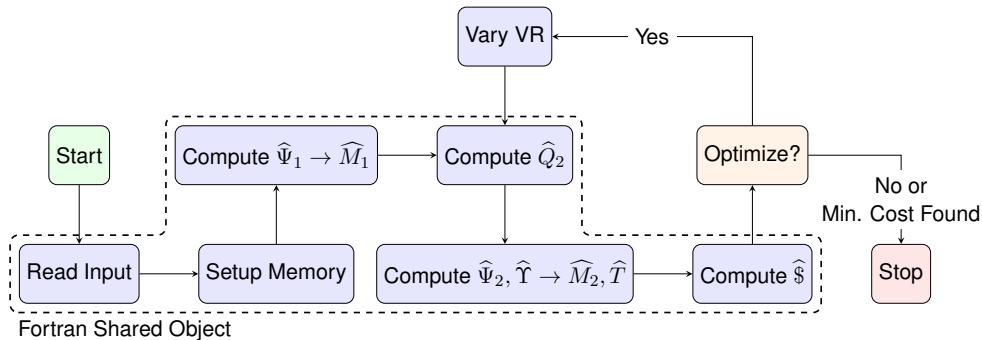 Vary VR
Yes
Start
Compute $\widehat{\Psi}_1 \rightarrow \widehat{M}_1$
Compute $\widehat{Q}_2$
Optimize?
No or
Min. Cost Found
Read Input
Setup Memory
Compute $\widehat{\Psi}_2, \widehat{\Upsilon} \rightarrow \widehat{M}_2, \widehat{T}$
Compute $\widehat{\$}$
Stop
Fortran Shared Object